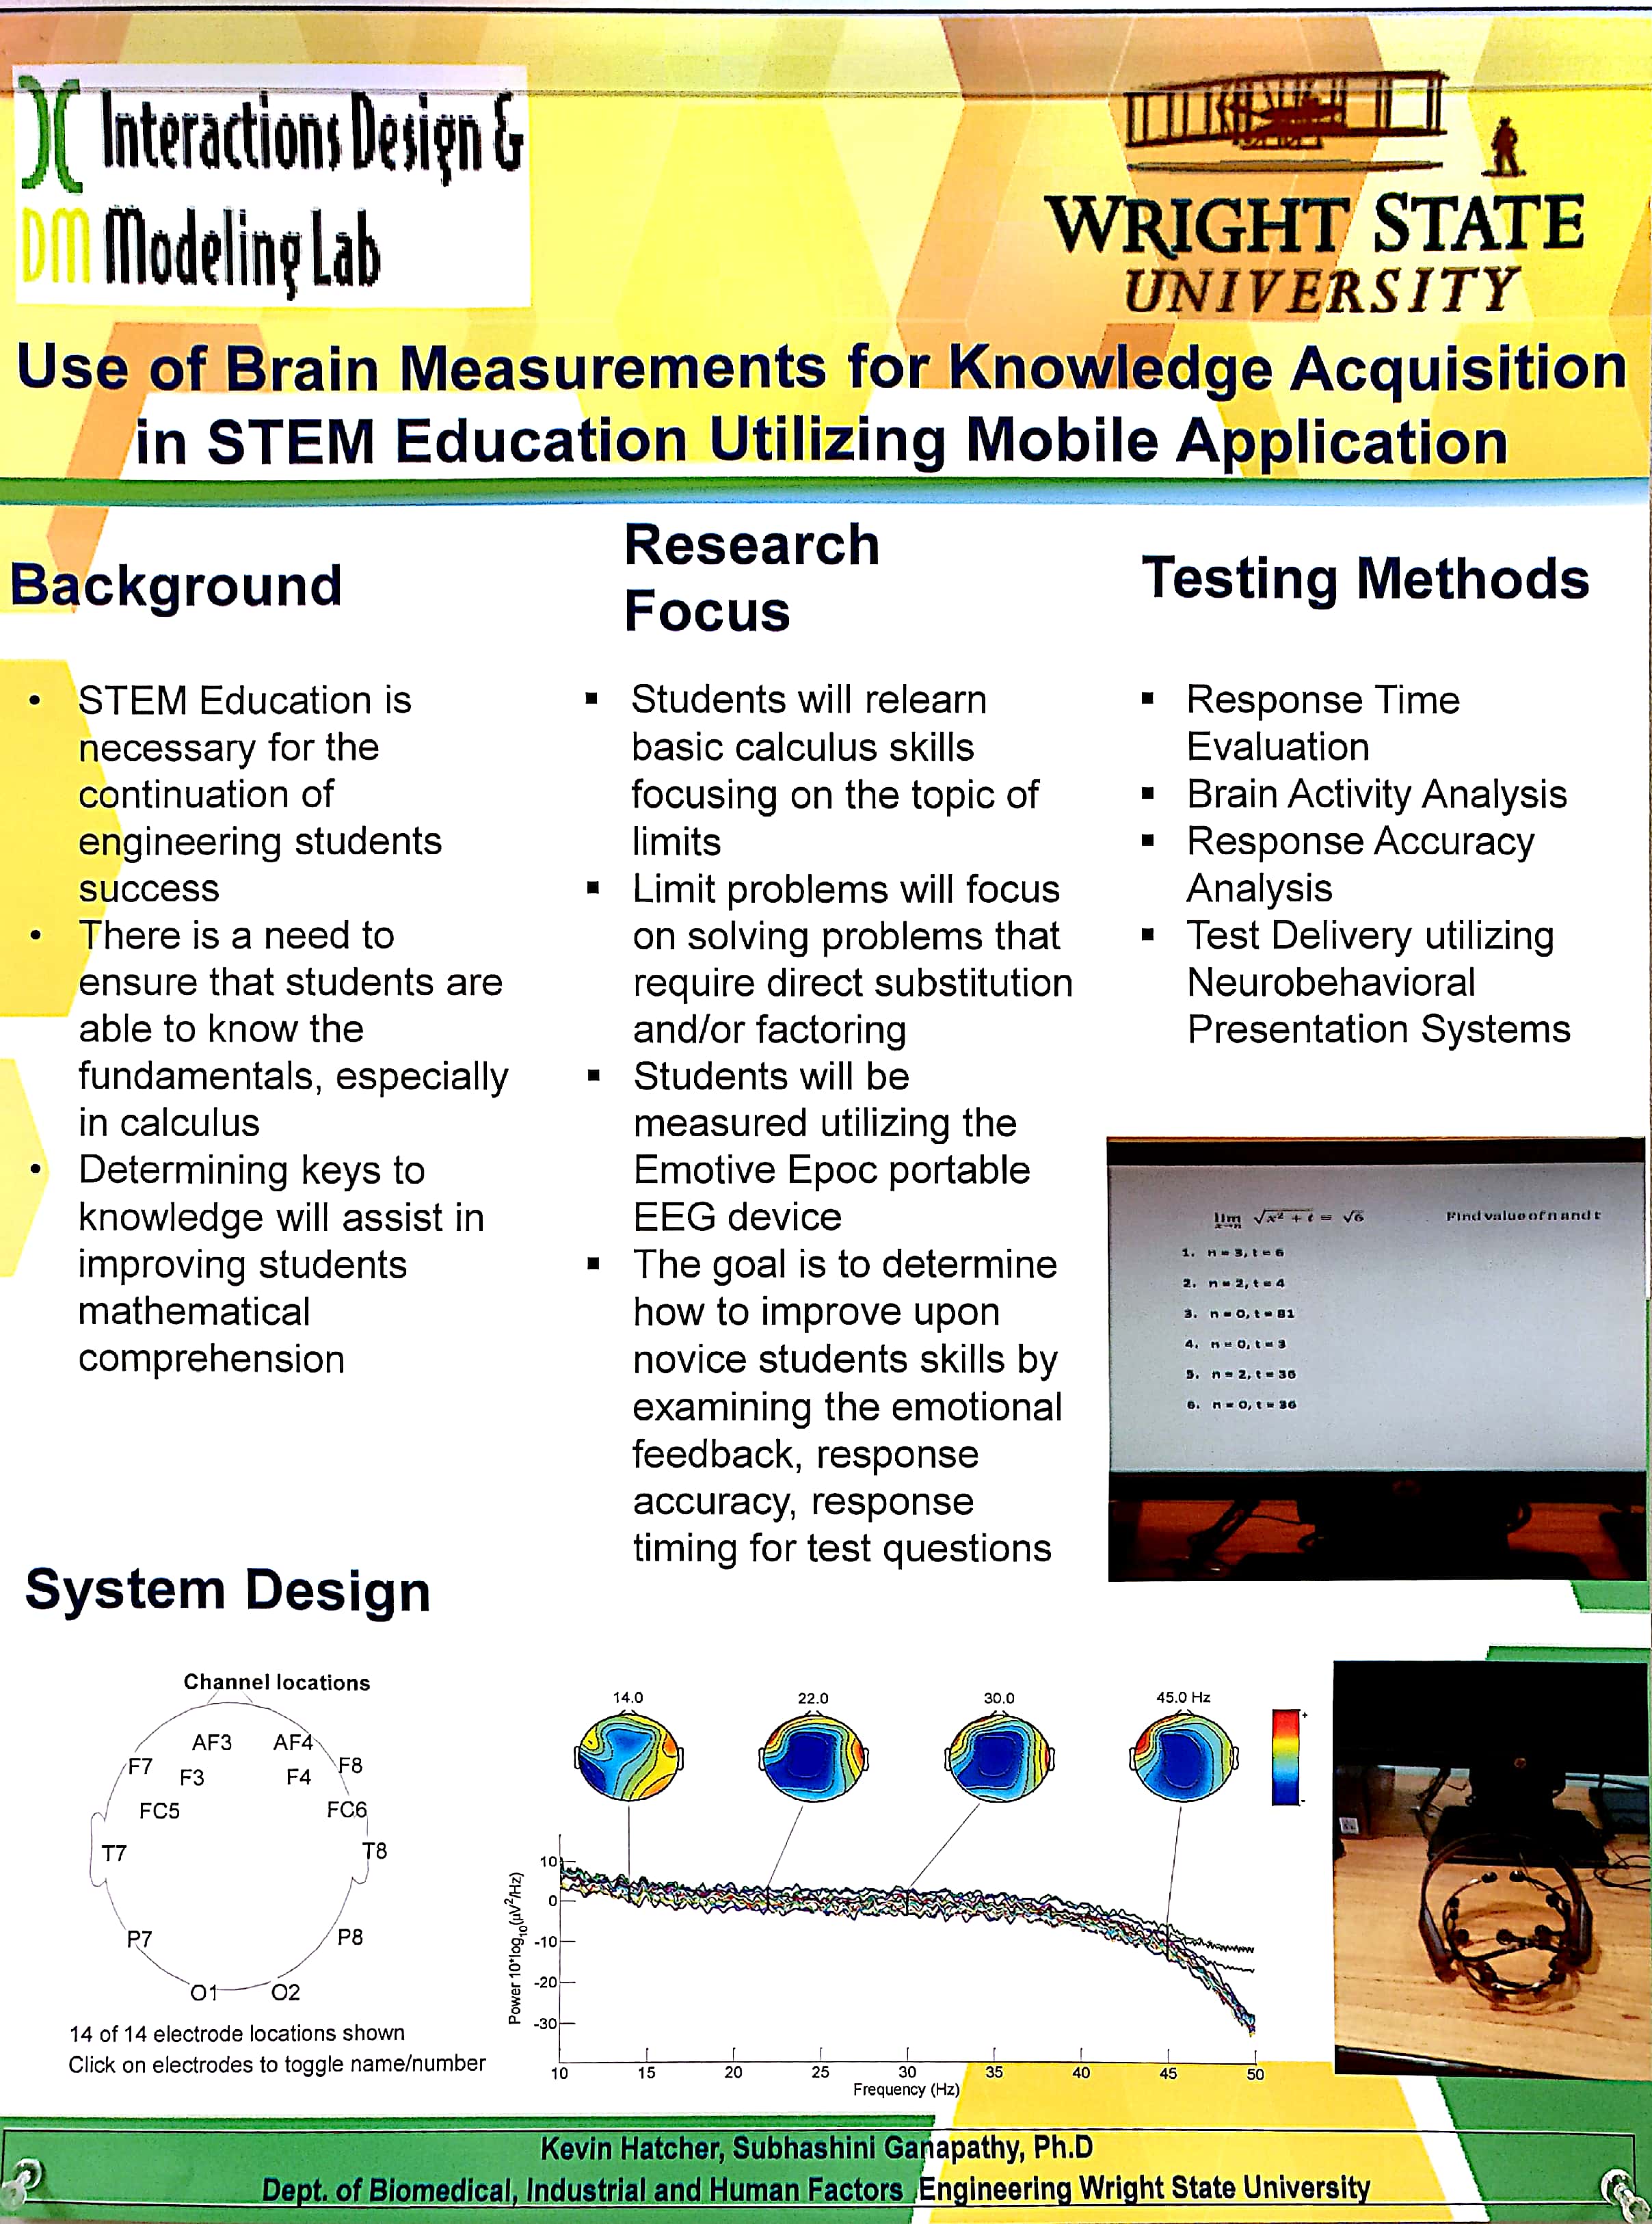 Interactions Design &
DM Modeling Lab
WRIGHT STATE
UNIVERSITY
Use of Brain Measurements for Knowledge Acquisition
in STEM Education Utilizing Mobile Application
Background
• STEM Education is
necessary for the
continuation of
engineering students
success
• There is a need to
ensure that students are
able to know the
fundamentals, especially
in calculus
• Determining keys to
knowledge will assist in
improving students
mathematical
comprehension
Research
Focus
▪ Students will relearn
basic calculus skills
focusing on the topic of
limits
▪ Limit problems will focus
on solving problems that
require direct substitution
and/or factoring
▪ Students will be
measured utilizing the
Emotive Epoc portable
EEG device
▪ The goal is to determine
how to improve upon
novice students skills by
examining the emotional
feedback, response
accuracy, response
timing for test questions
Testing Methods
▪ Response Time
Evaluation
▪ Brain Activity Analysis
▪ Response Accuracy
Analysis
▪ Test Delivery utilizing
Neurobehavioral
Presentation Systems
lim x→n √x² + t = √6 Find value of n and t
1. n = 3, t = 6
2. n = 2, t = 4
3. n = 0, t = 81
4. n = 0, t = 3
5. n = 2, t = 36
6. n = 0, t = 36
System Design
Channel locations
AF3 AF4
F7 F8
F3 F4
FC5 FC6
T7 T8
P7 P8
O1 O2
14 of 14 electrode locations shown
Click on electrodes to toggle name/number
14.0 22.0 30.0 45.0 Hz
+
-
Power 10*log₁₀(µV²/Hz)
10
0
-10
-20
-30
10 15 20 25 30 35 40 45 50
Frequency (Hz)
Kevin Hatcher, Subhashini Ganapathy, Ph.D
Dept. of Biomedical, Industrial and Human Factors Engineering Wright State University